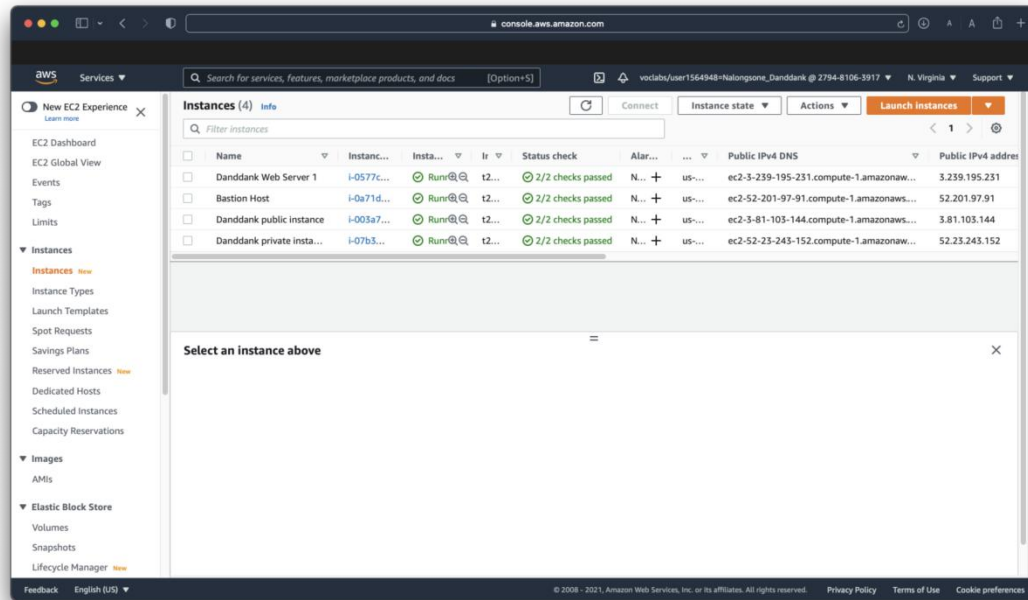 console.aws.amazon.com
aws Services ▼ Search for services, features, marketplace products, and docs [Option+S] voclabs/user1564948=Nalongsone_Danddank @ 2794-8106-3917 ▼ N. Virginia ▼ Support ▼
New EC2 Experience
Learn more
EC2 Dashboard
EC2 Global View
Events
Tags
Limits
Instances
Instances New
Instance Types
Launch Templates
Spot Requests
Savings Plans
Reserved Instances New
Dedicated Hosts
Scheduled Instances
Capacity Reservations
Images
AMIs
Elastic Block Store
Volumes
Snapshots
Lifecycle Manager New
Instances (4) Info Connect Instance state ▼ Actions ▼ Launch instances ▼
Filter instances < 1 >
Name Instanc... Insta... Ir Status check Alar... ... Public IPv4 DNS Public IPv4 addres
Danddank Web Server 1 i-0577c... Runr t2... 2/2 checks passed N... + us-... ec2-3-239-195-231.compute-1.amazonaw... 3.239.195.231
Bastion Host i-0a71d... Runr t2... 2/2 checks passed N... + us-... ec2-52-201-97-91.compute-1.amazonaws.... 52.201.97.91
Danddank public instance i-003a7... Runr t2... 2/2 checks passed N... + us-... ec2-3-81-103-144.compute-1.amazonaws.... 3.81.103.144
Danddank private insta... i-07b3... Runr t2... 2/2 checks passed N... + us-... ec2-52-23-243-152.compute-1.amazonaw... 52.23.243.152
Select an instance above
Feedback English (US) ▼ © 2008 - 2021, Amazon Web Services, Inc. or its affiliates. All rights reserved. Privacy Policy Terms of Use Cookie preferences